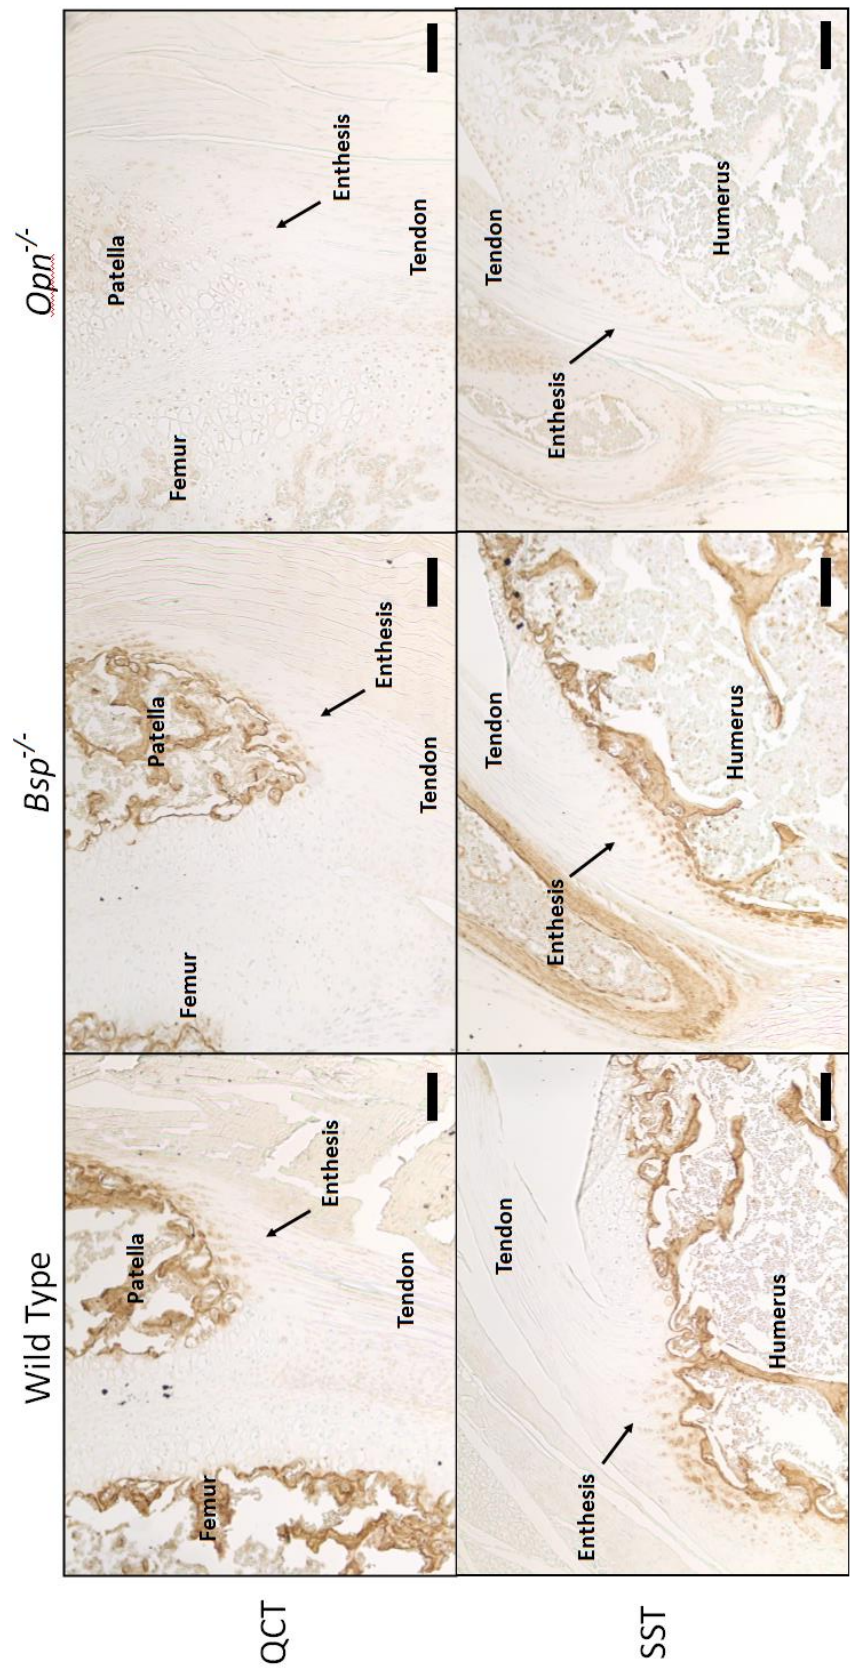 Wild Type
Bsp-/-
Opn-/-
QCT
Femur
Patella
Enthesis
Tendon
Femur
Patella
Enthesis
Tendon
Femur
Patella
Enthesis
Tendon
SST
Enthesis
Tendon
Humerus
Enthesis
Tendon
Humerus
Enthesis
Tendon
Humerus